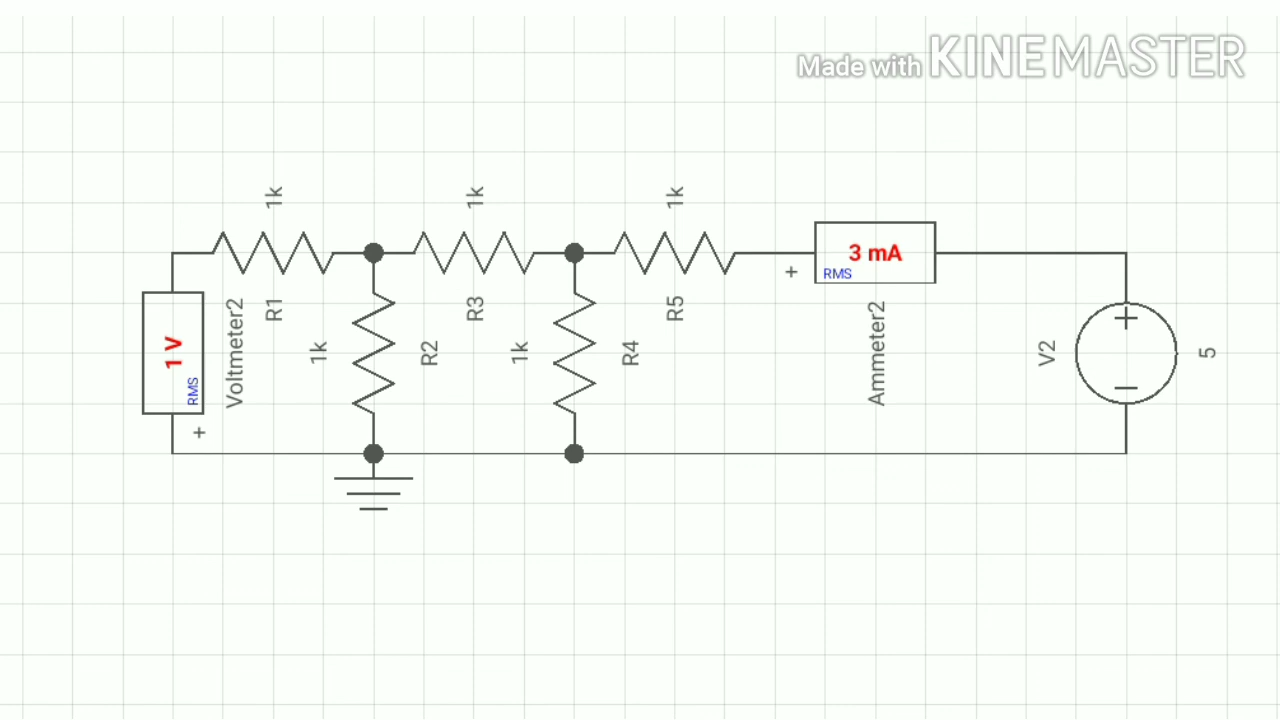 Made with KINEMASTER
1k
1k
1k
R1
R3
R5
3 mA
RMS
+
Ammeter2
1 V
RMS
+
Voltmeter2
1k
R2
1k
R4
V2
+
5